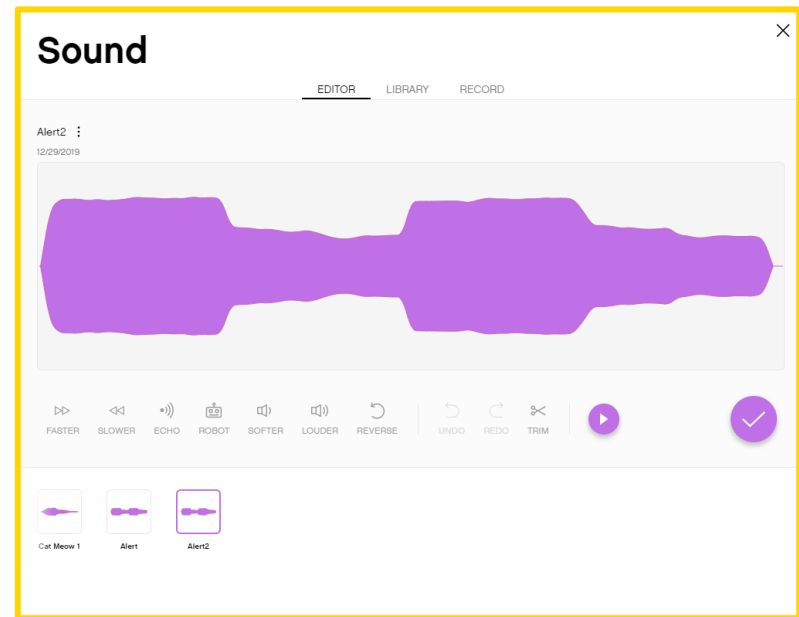 Sound
EDITOR LIBRARY RECORD
Alert2
12/29/2019
FASTER SLOWER ECHO ROBOT SOFTER LOUDER REVERSE UNDO REDO TRIM
Cat Meow 1 Alert Alert2